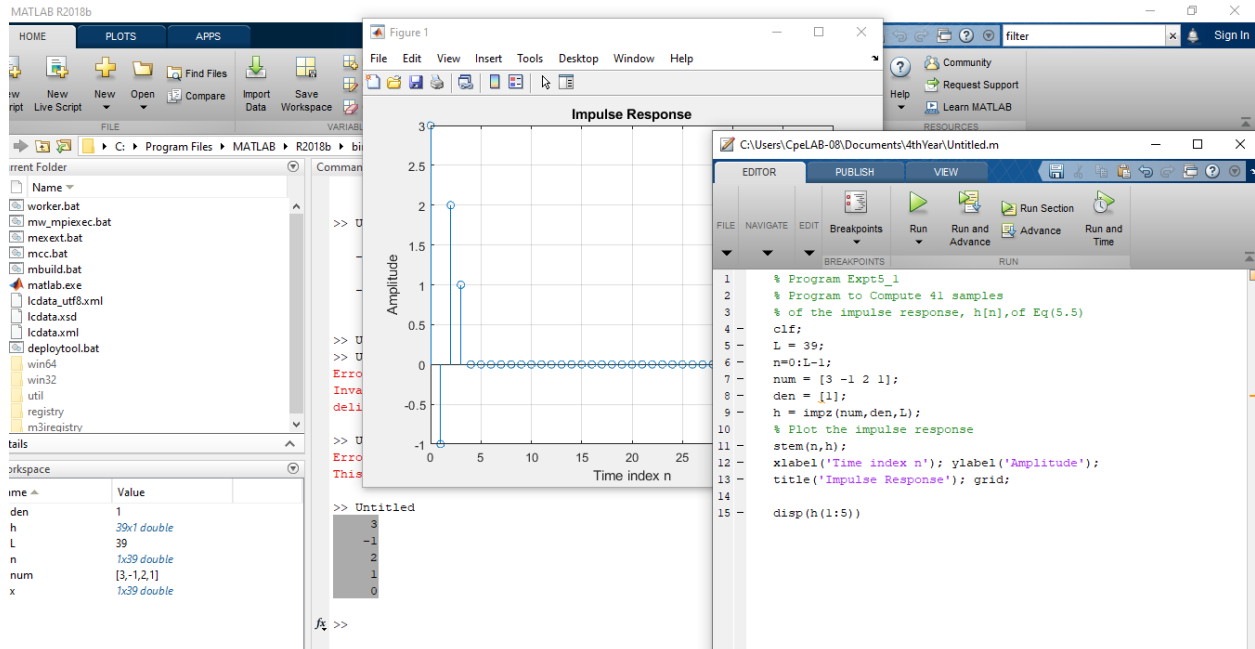 MATLAB R2018b
HOME PLOTS APPS
filter
Sign In
Find Files
Compare
New Live Script
New
Open
Import Data
Save Workspace
FILE
Help
Community
Request Support
Learn MATLAB
RESOURCES
C: Program Files MATLAB R2018b
Name
worker.bat
mw_mpiexec.bat
mexext.bat
mcc.bat
mbuild.bat
matlab.exe
lcdata_utf8.xml
lcdata.xsd
lcdata.xml
deploytool.bat
win64
win32
util
registry
m3iregistry
Value
den 1
h 39x1 double
L 39
n 1x39 double
num [3,-1,2,1]
x 1x39 double
>> U
>> U
>> U
>> U
This
>> Untitled
3
-1
2
1
0
fx >>
Figure 1
File Edit View Insert Tools Desktop Window Help
Impulse Response
Amplitude
3
2.5
2
1.5
1
0.5
0
-0.5
-1
0 5 10 15 20 25
Time index n
C:\Users\CpeLAB-08\Documents\4thYear\Untitled.m
EDITOR PUBLISH VIEW
FILE NAVIGATE EDIT
Breakpoints
Run
Run and Advance
Run Section
Advance
Run and Time
BREAKPOINTS RUN
1 % Program Expt5_1
2 % Program to Compute 41 samples
3 % of the impulse response, h[n],of Eq(5.5)
4 – clf;
5 – L = 39;
6 – n=0:L-1;
7 – num = [3 -1 2 1];
8 – den = [1];
9 – h = impz(num,den,L);
10 % Plot the impulse response
11 – stem(n,h);
12 – xlabel('Time index n'); ylabel('Amplitude');
13 – title('Impulse Response'); grid;
14
15 – disp(h(1:5))